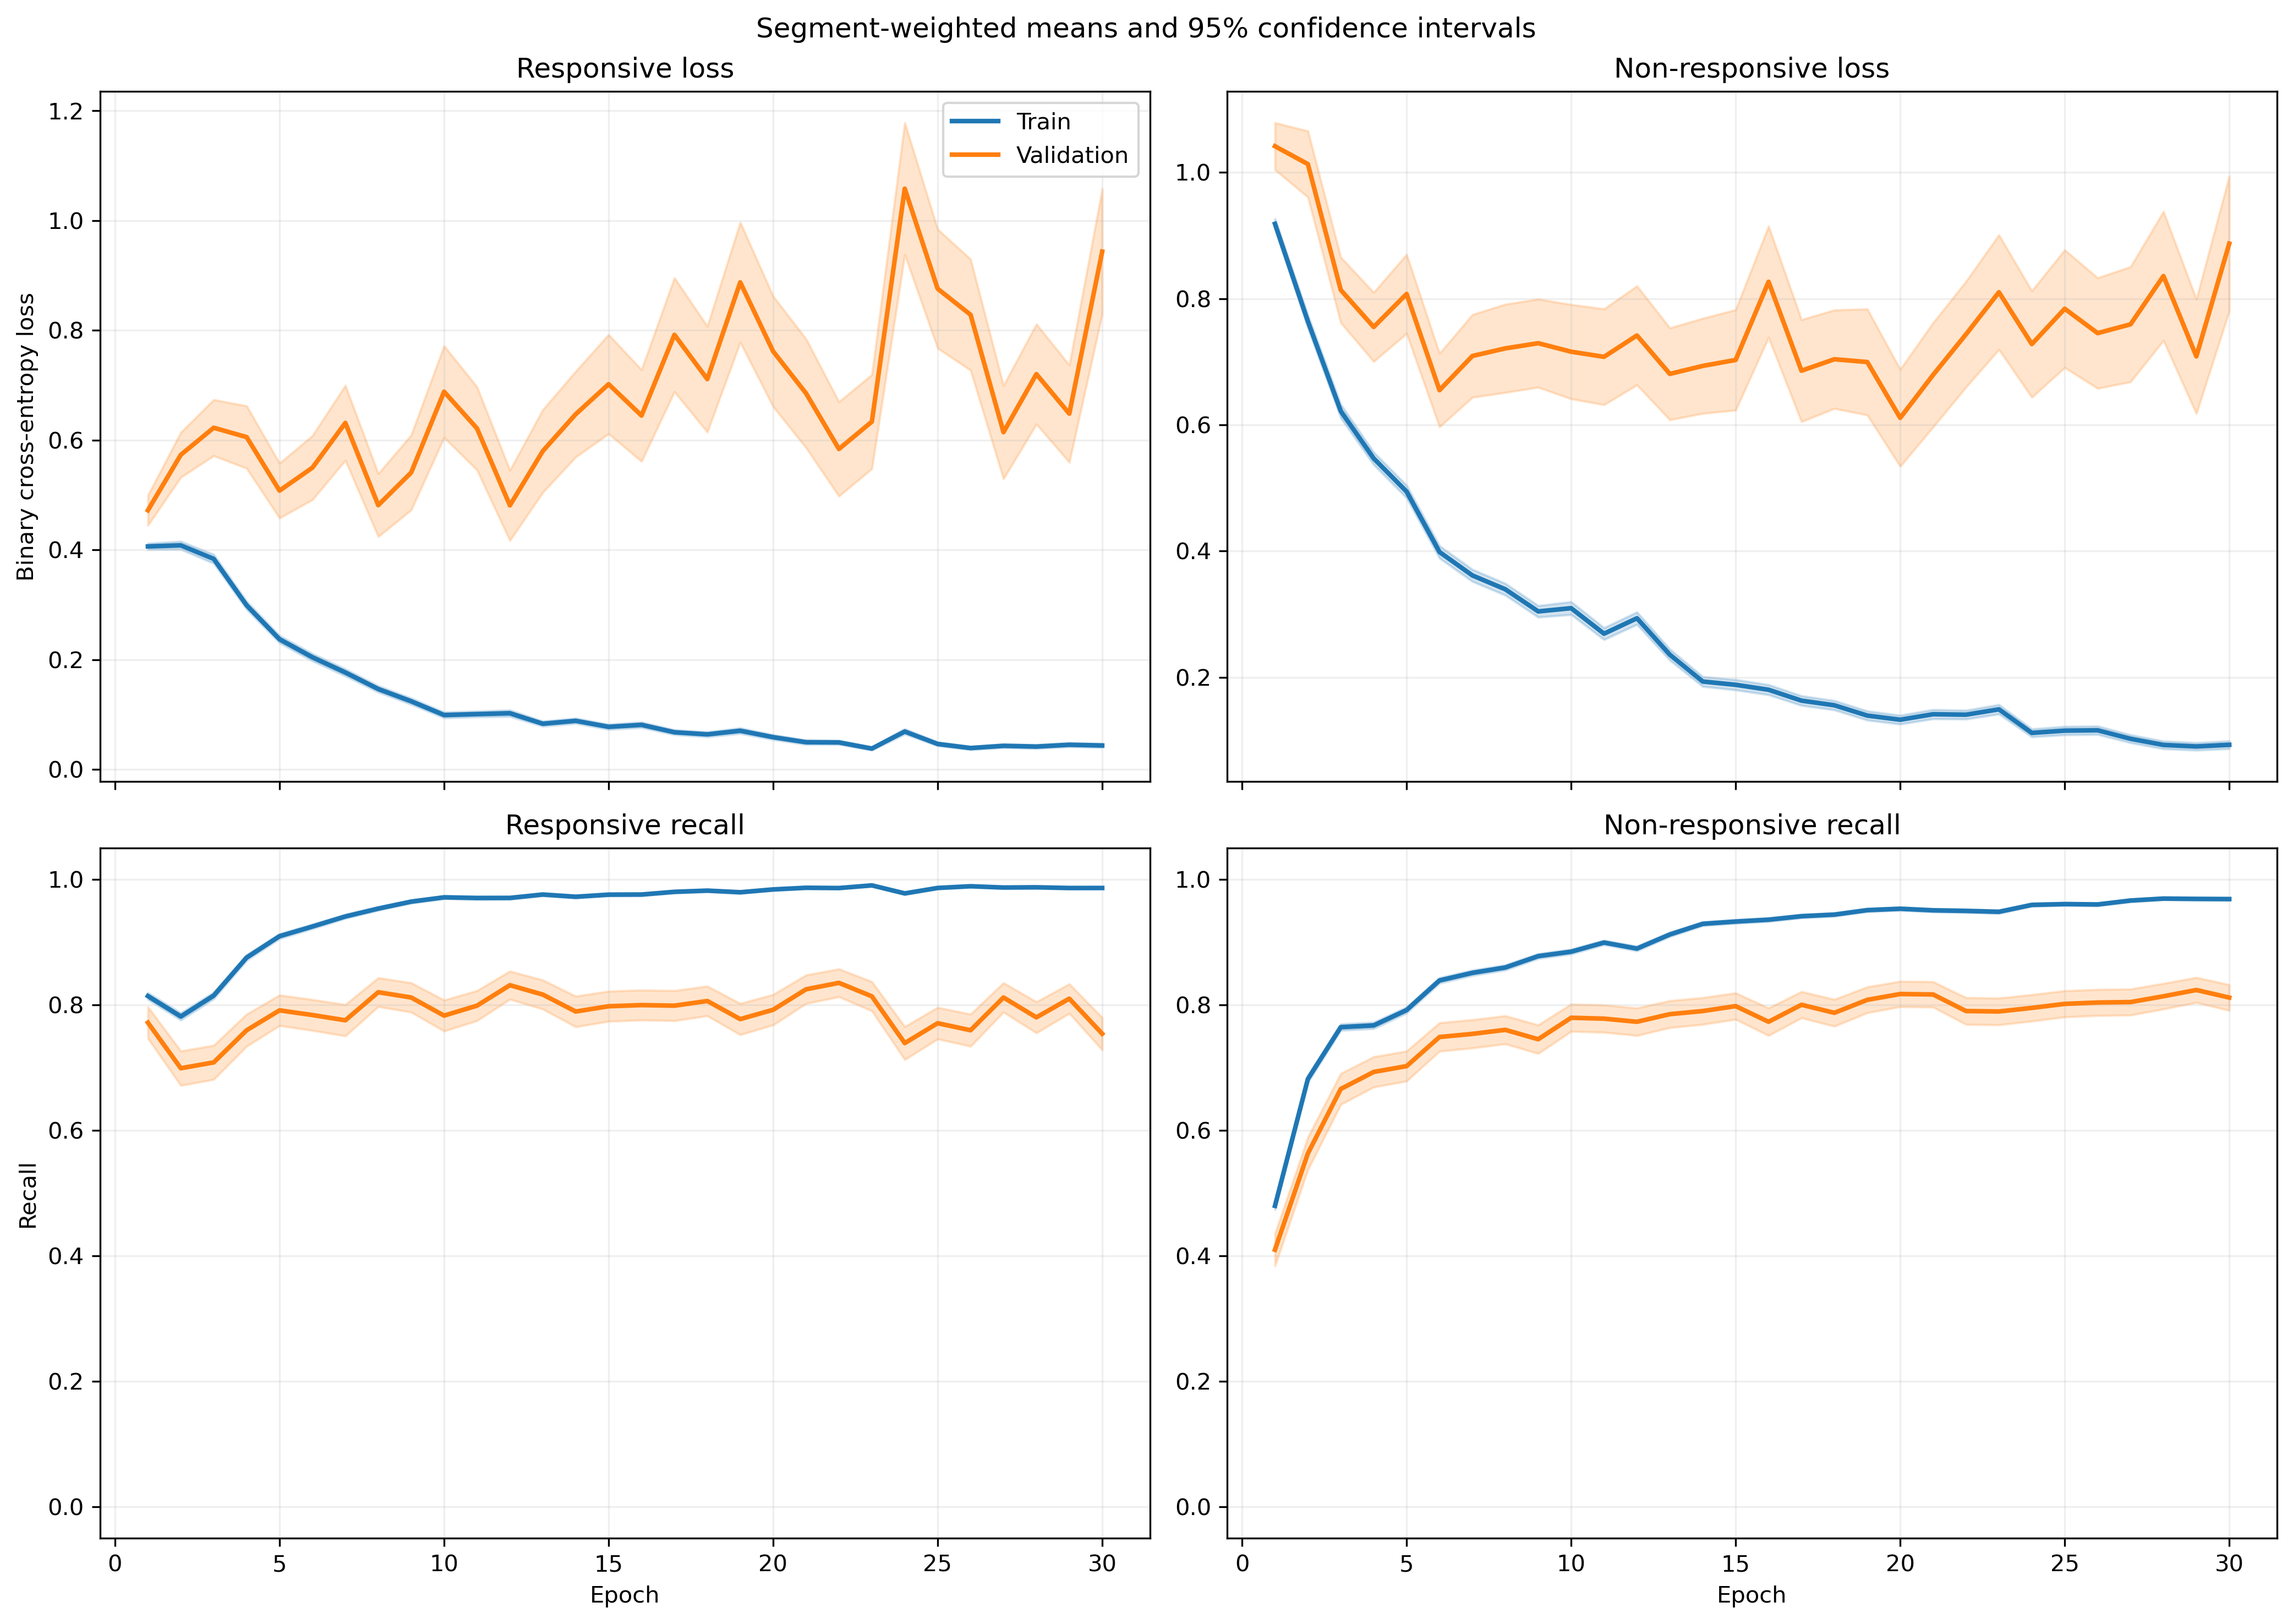 Segment-weighted means and 95% confidence intervals
Responsive loss
Non-responsive loss
Binary cross-entropy loss
1.2
1.0
0.8
0.6
0.4
0.2
0.0
Train
Validation
1.0
0.8
0.6
0.4
0.2
Responsive recall
Non-responsive recall
Recall
1.0
0.8
0.6
0.4
0.2
0.0
0 5 10 15 20 25 30
Epoch
1.0
0.8
0.6
0.4
0.2
0.0
0 5 10 15 20 25 30
Epoch